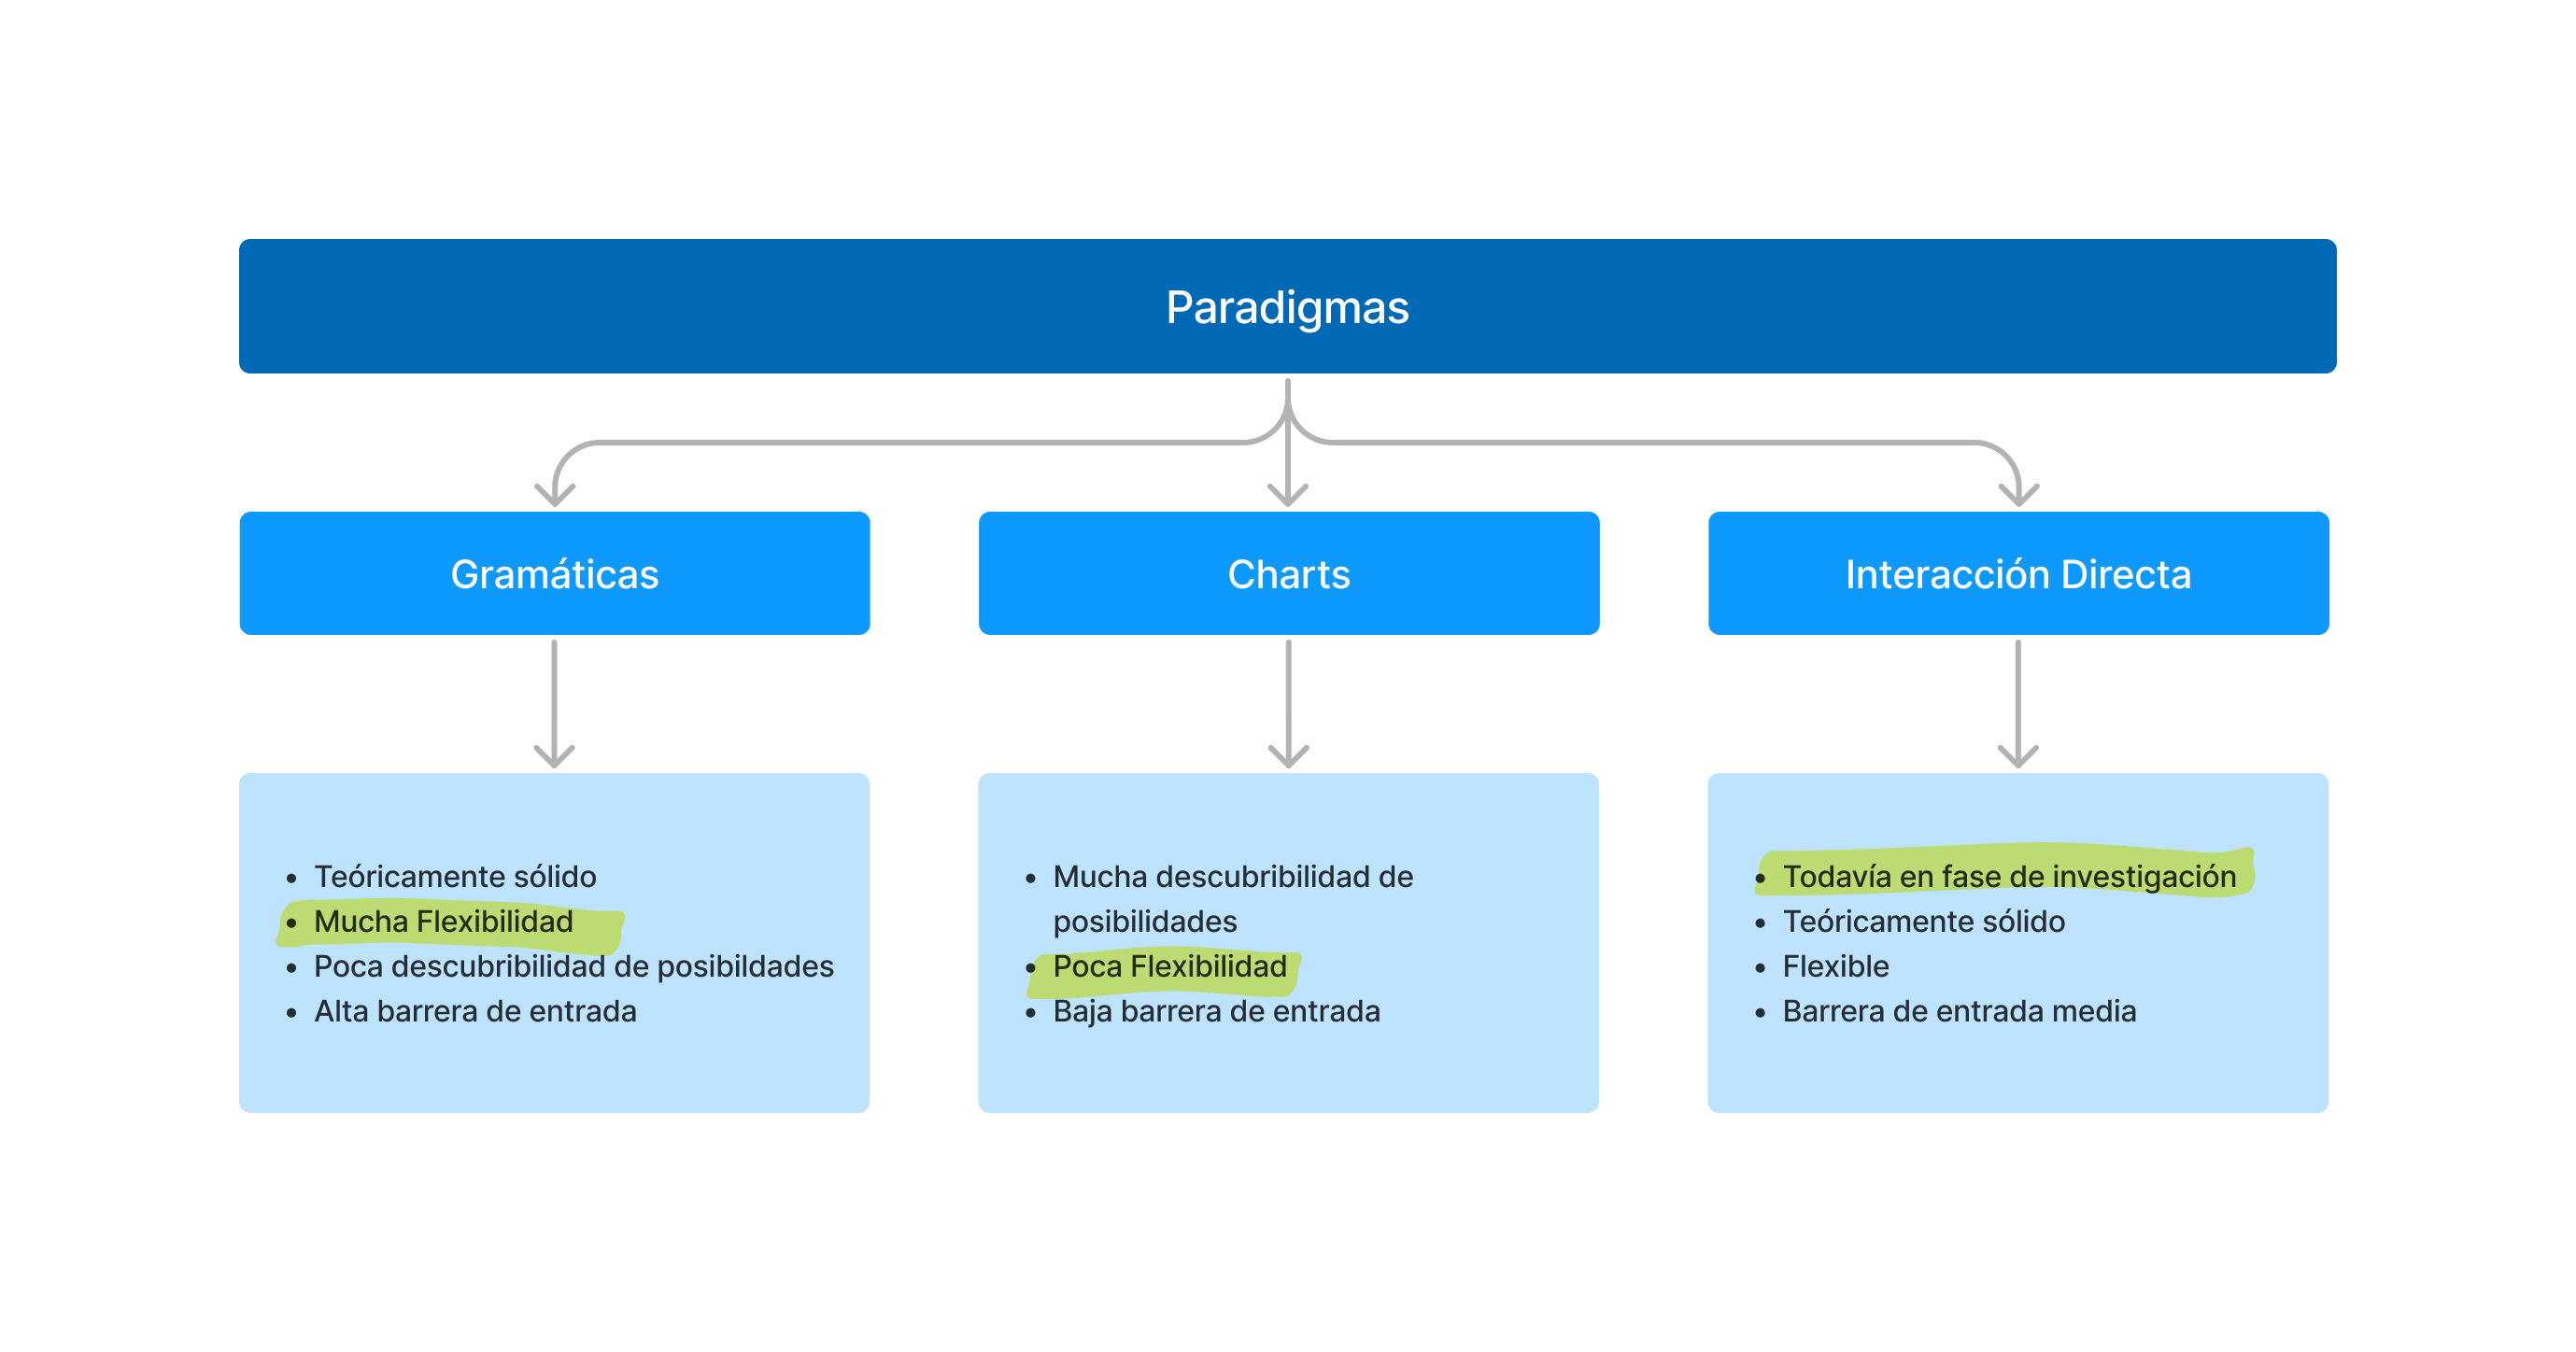 Paradigmas
Gramáticas
Charts
Interacción Directa
• Teóricamente sólido
• Mucha Flexibilidad
• Poca descubribilidad de posibildades
• Alta barrera de entrada
• Mucha descubribilidad de
posibilidades
• Poca Flexibilidad
• Baja barrera de entrada
• Todavía en fase de investigación
• Teóricamente sólido
• Flexible
• Barrera de entrada media